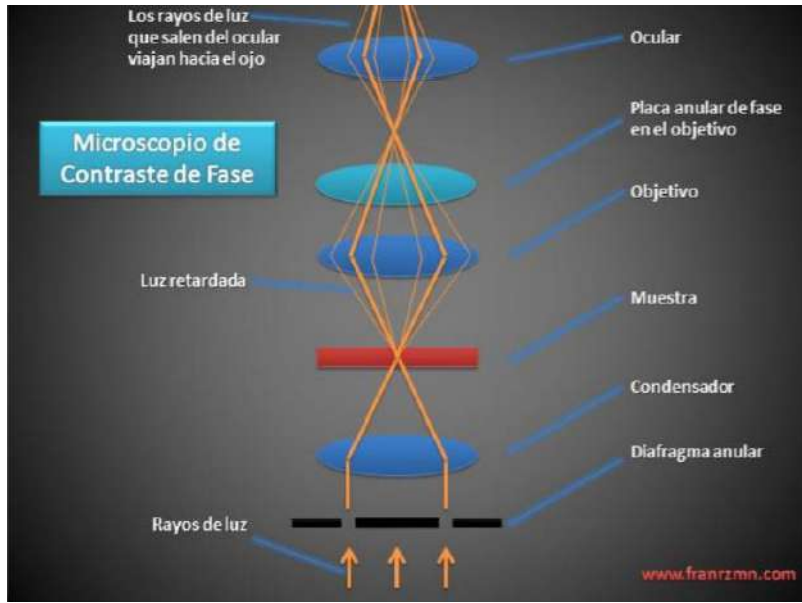 Los rayos de luz
que salen del ocular
viajan hacia el ojo
Ocular
Placa anular de fase
en el objetivo
Microscopio de
Contraste de Fase
Objetivo
Luz retardada
Muestra
Condensador
Diafragma anular
Rayos de luz
www.franrzmn.com